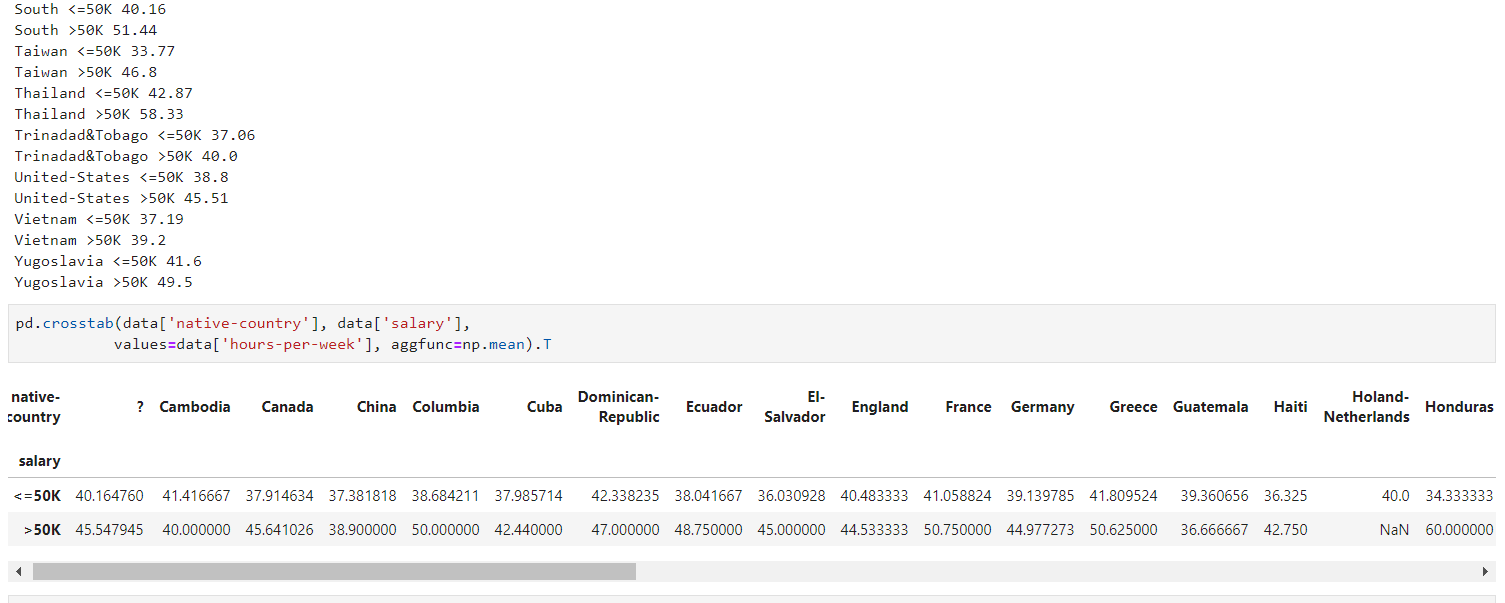 South <=50K 40.16
South >50K 51.44
Taiwan <=50K 33.77
Taiwan >50K 46.8
Thailand <=50K 42.87
Thailand >50K 58.33
Trinadad&Tobago <=50K 37.06
Trinadad&Tobago >50K 40.0
United-States <=50K 38.8
United-States >50K 45.51
Vietnam <=50K 37.19
Vietnam >50K 39.2
Yugoslavia <=50K 41.6
Yugoslavia >50K 49.5
pd.crosstab(data['native-country'], data['salary'],
values=data['hours-per-week'], aggfunc=np.mean).T
native-country ? Cambodia Canada China Columbia Cuba Dominican-Republic Ecuador El-Salvador England France Germany Greece Guatemala Haiti Holand-Netherlands Honduras
salary
<=50K 40.164760 41.416667 37.914634 37.381818 38.684211 37.985714 42.338235 38.041667 36.030928 40.483333 41.058824 39.139785 41.809524 39.360656 36.325 40.0 34.333333
>50K 45.547945 40.000000 45.641026 38.900000 50.000000 42.440000 47.000000 48.750000 45.000000 44.533333 50.750000 44.977273 50.625000 36.666667 42.750 NaN 60.000000